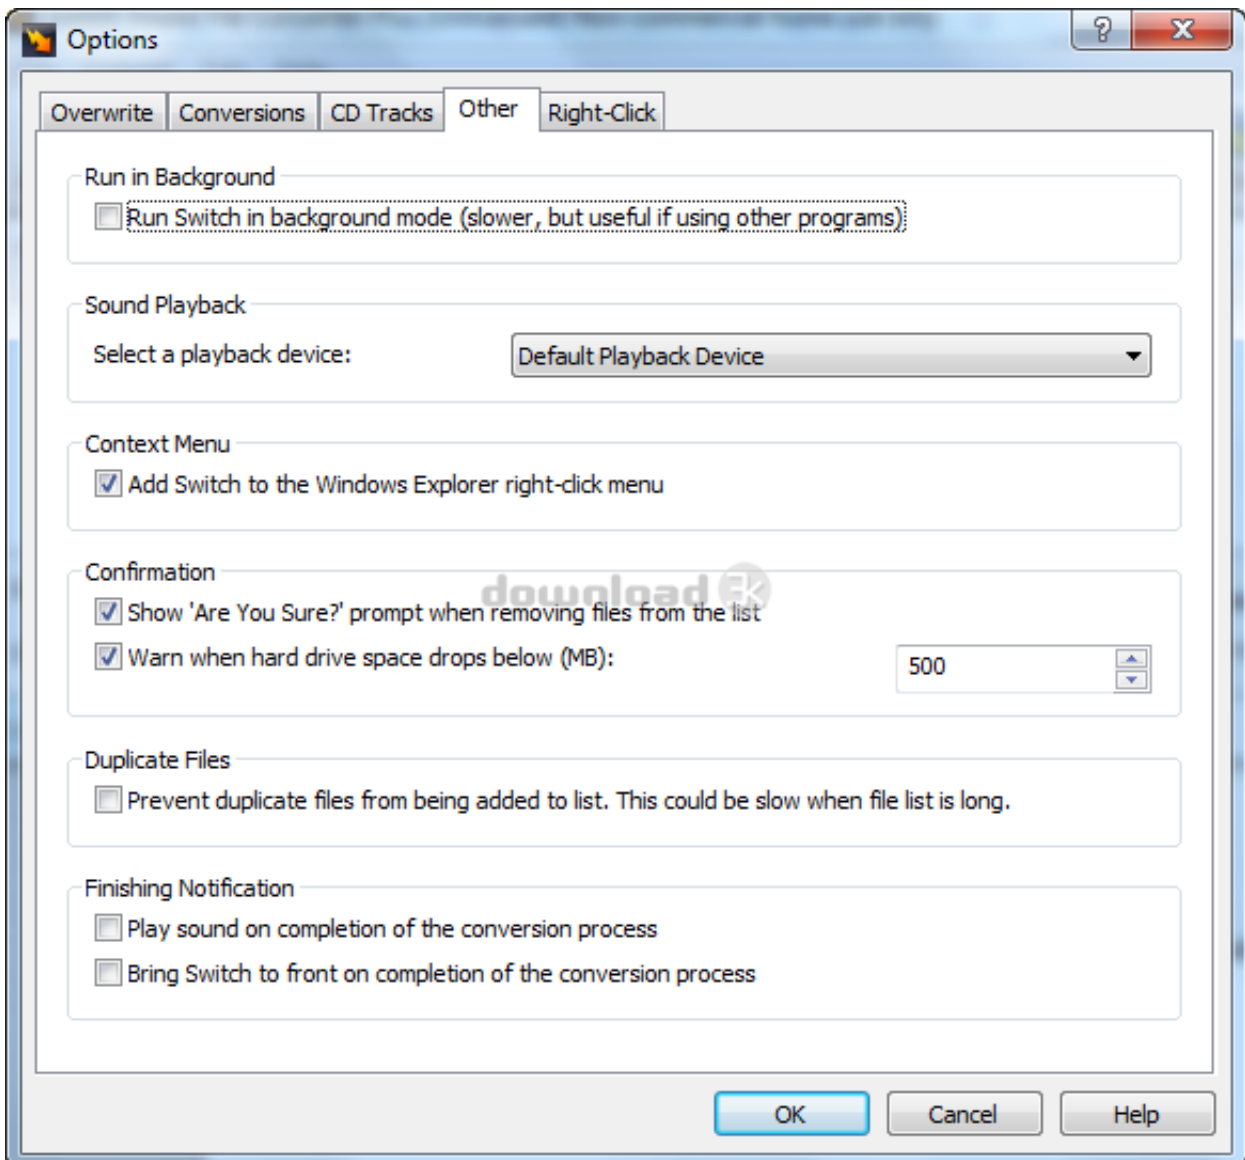 Options
Overwrite
Conversions
CD Tracks
Other
Right-Click
Run in Background
Run Switch in background mode (slower, but useful if using other programs)
Sound Playback
Select a playback device:
Default Playback Device
Context Menu
Add Switch to the Windows Explorer right-click menu
Confirmation
download 3k
Show 'Are You Sure?' prompt when removing files from the list
Warn when hard drive space drops below (MB):
500
Duplicate Files
Prevent duplicate files from being added to list. This could be slow when file list is long.
Finishing Notification
Play sound on completion of the conversion process
Bring Switch to front on completion of the conversion process
OK
Cancel
Help